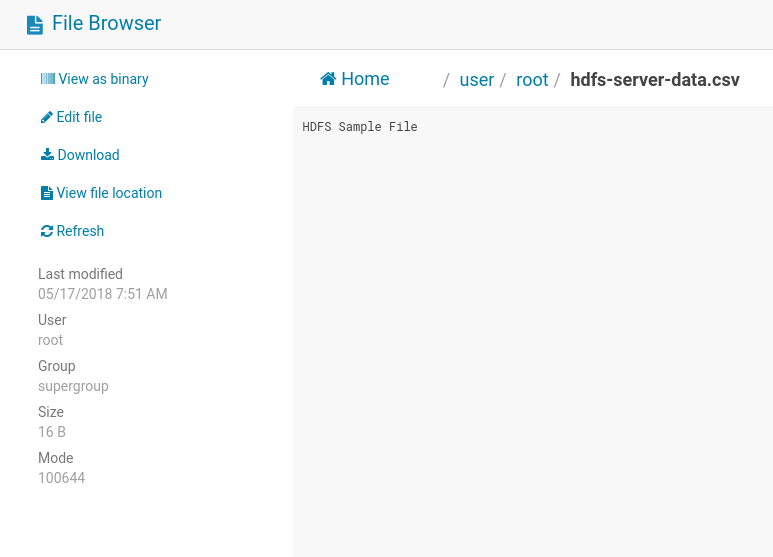 File Browser
View as binary
Edit file
Download
View file location
Refresh
Last modified
05/17/2018 7:51 AM
User
root
Group
supergroup
Size
16 B
Mode
100644
Home / user / root / hdfs-server-data.csv
HDFS Sample File